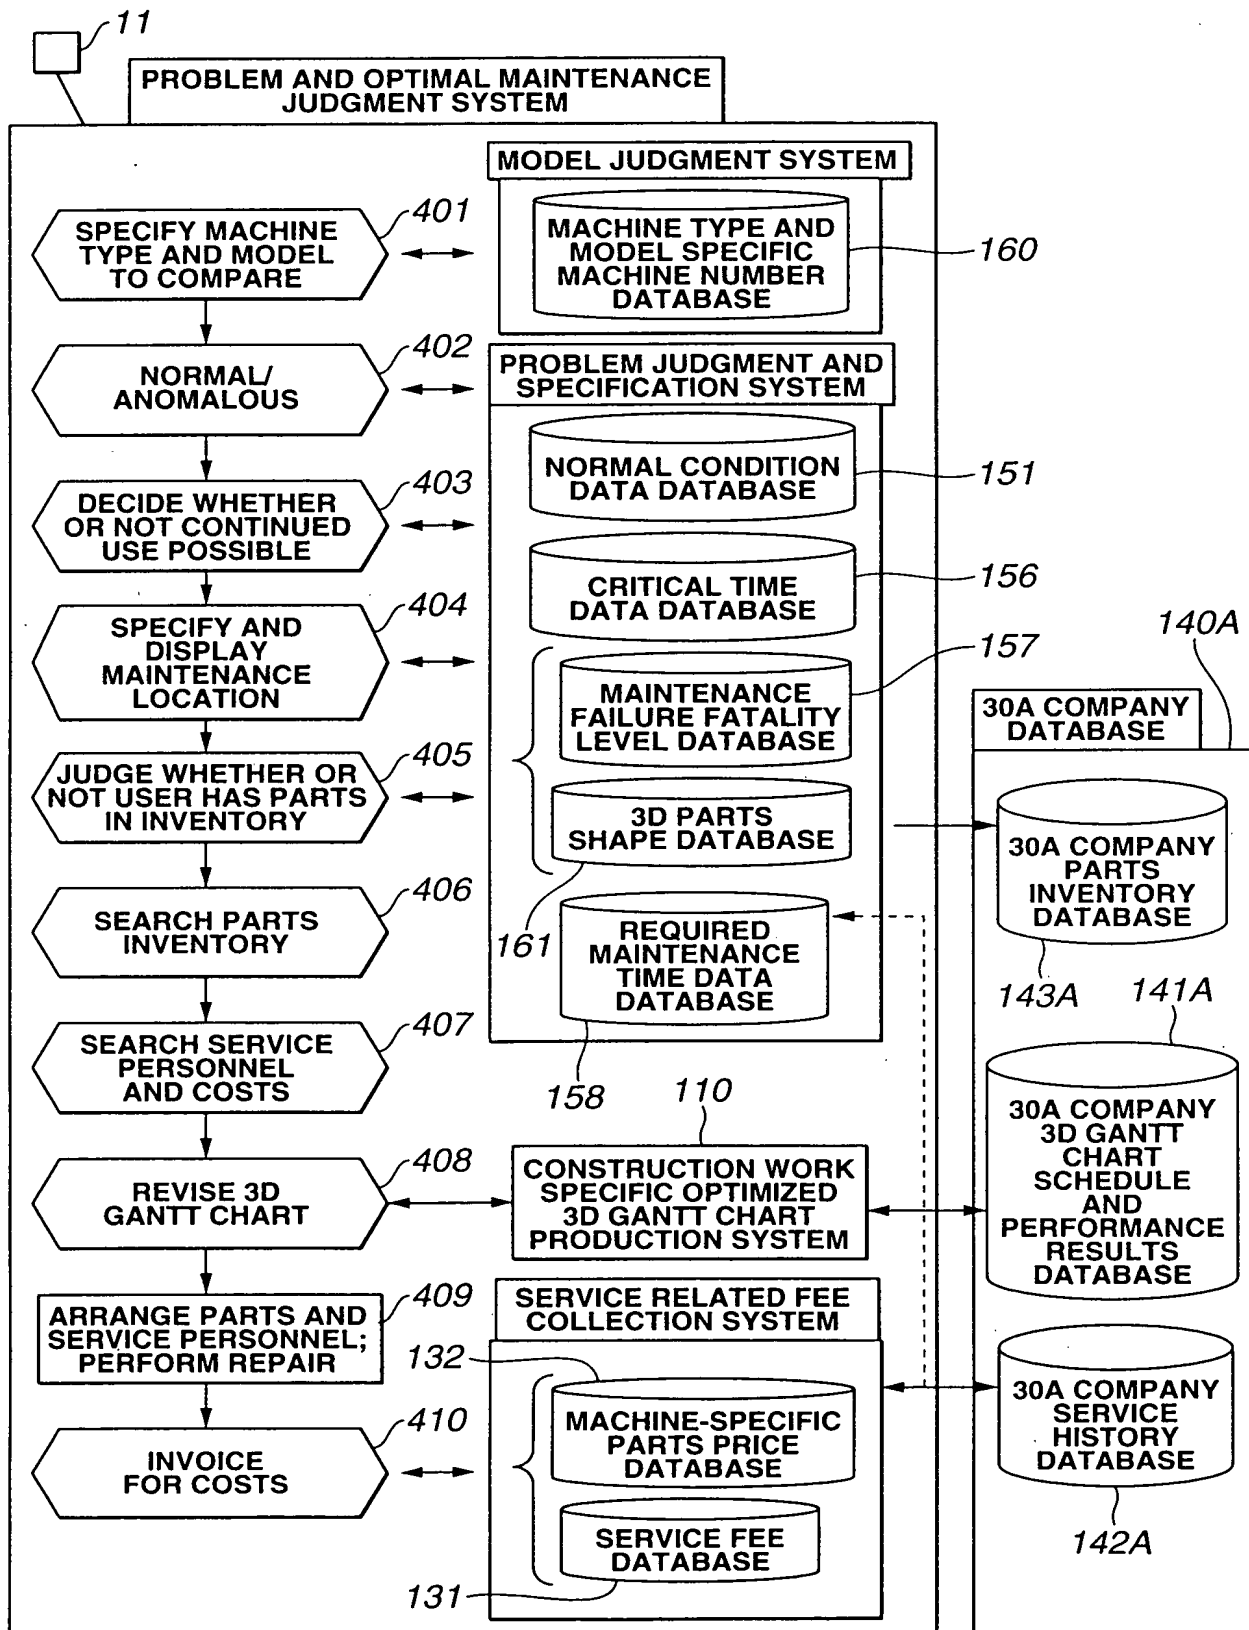 11
PROBLEM AND OPTIMAL MAINTENANCE
JUDGMENT SYSTEM
MODEL JUDGMENT SYSTEM
MACHINE TYPE AND
MODEL SPECIFIC
MACHINE NUMBER
DATABASE
160
SPECIFY MACHINE
TYPE AND MODEL
TO COMPARE
401
NORMAL/
ANOMALOUS
402
PROBLEM JUDGMENT AND
SPECIFICATION SYSTEM
NORMAL CONDITION
DATA DATABASE
151
DECIDE WHETHER
OR NOT CONTINUED
USE POSSIBLE
403
CRITICAL TIME
DATA DATABASE
156
SPECIFY AND
DISPLAY
MAINTENANCE
LOCATION
404
MAINTENANCE
FAILURE FATALITY
LEVEL DATABASE
157
JUDGE WHETHER OR
NOT USER HAS PARTS
IN INVENTORY
405
3D PARTS
SHAPE DATABASE
161
SEARCH PARTS
INVENTORY
406
REQUIRED
MAINTENANCE
TIME DATA
DATABASE
158
SEARCH SERVICE
PERSONNEL
AND COSTS
407
REVISE 3D
GANTT CHART
408
110
CONSTRUCTION WORK
SPECIFIC OPTIMIZED
3D GANTT CHART
PRODUCTION SYSTEM
ARRANGE PARTS AND
SERVICE PERSONNEL;
PERFORM REPAIR
409
SERVICE RELATED FEE
COLLECTION SYSTEM
132
MACHINE-SPECIFIC
PARTS PRICE
DATABASE
INVOICE
FOR COSTS
410
SERVICE FEE
DATABASE
131
140A
30A COMPANY
DATABASE
30A COMPANY
PARTS
INVENTORY
DATABASE
143A
141A
30A COMPANY
3D GANTT
CHART
SCHEDULE
AND
PERFORMANCE
RESULTS
DATABASE
30A COMPANY
SERVICE
HISTORY
DATABASE
142A